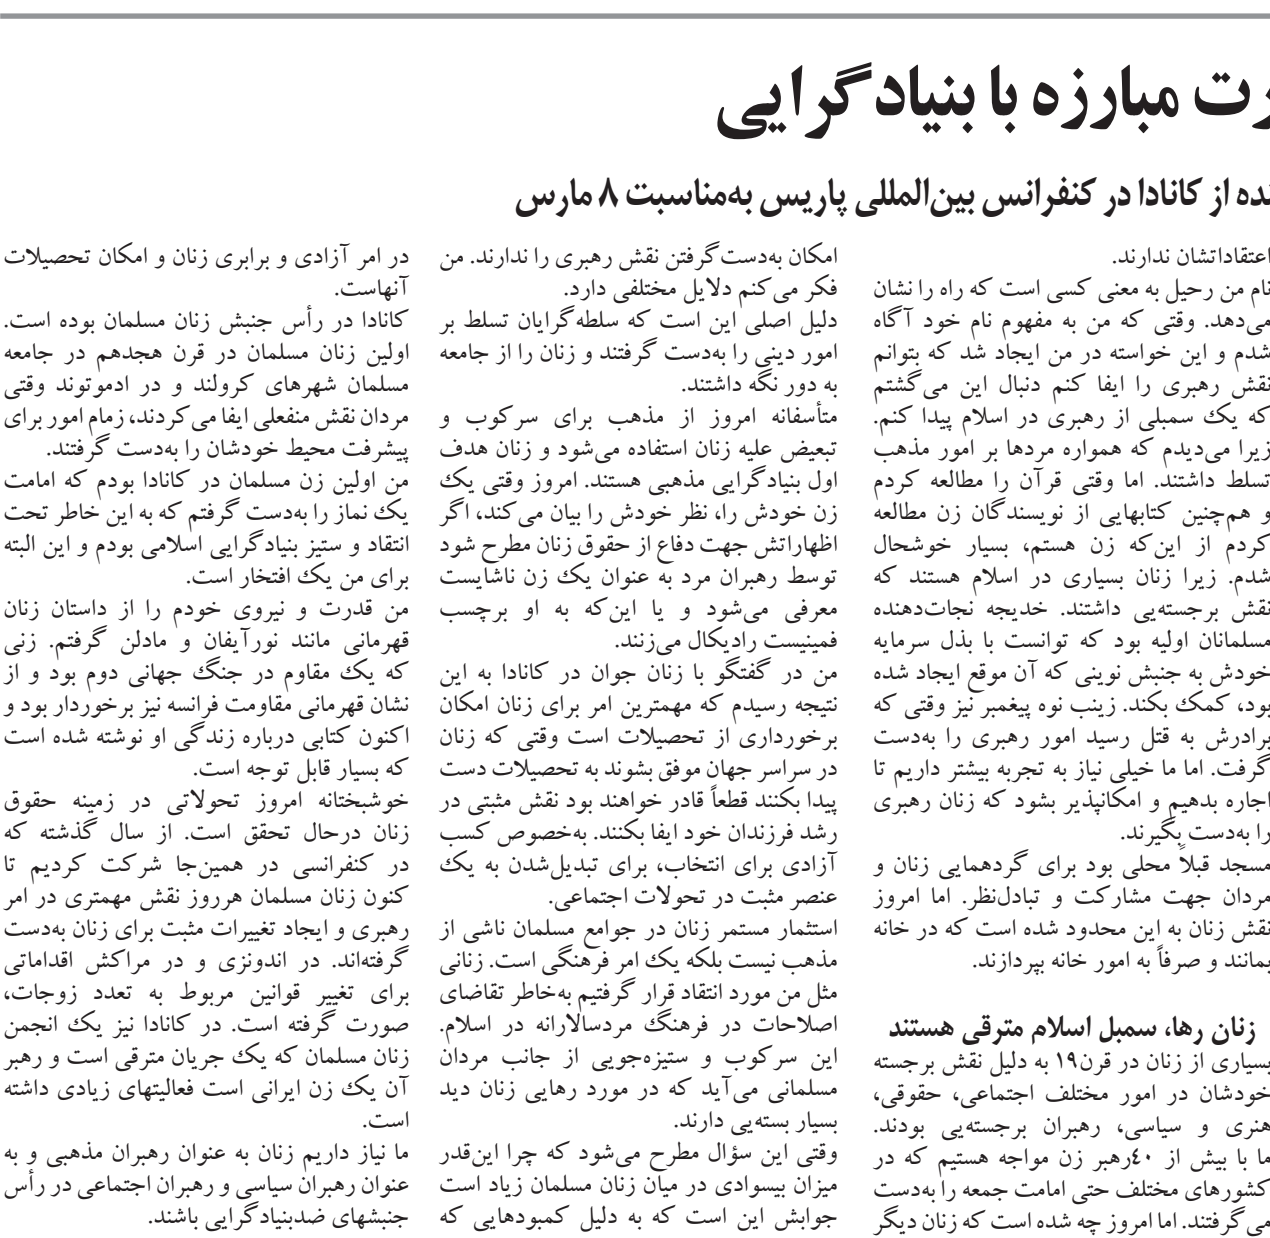 مبارزه با بنیادگرایی
از کانادا در کنفرانس بین‌المللی پاریس به‌مناسبت ۸ مارس
اعتقاداتشان ندارند.
نام من رحیل به معنی کسی است که راه را نشان
می‌دهد. وقتی که من به مفهوم نام خود آگاه
شدم و این خواسته در من ایجاد شد که بتوانم
نقش رهبری را ایفا کنم دنبال این می‌گشتم
که یک سمبلی از رهبری در اسلام پیدا کنم.
زیرا می‌دیدم که همواره مردها بر امور مذهب
تسلط داشتند. اما وقتی قرآن را مطالعه کردم
و هم‌چنین کتابهایی از نویسندگان زن مطالعه
کردم از این‌که زن هستم، بسیار خوشحال
شدم. زیرا زنان بسیاری در اسلام هستند که
نقش برجسته‌یی داشتند. خدیجه نجات‌دهنده
مسلمانان اولیه بود که توانست با بذل سرمایه
خودش به جنبش نوینی که آن موقع ایجاد شده
بود، کمک بکند. زینب نوه پیغمبر نیز وقتی که
برادرش به قتل رسید امور رهبری را به‌دست
گرفت. اما ما خیلی نیاز به تجربه بیشتر داریم تا
اجازه بدهیم و امکانپذیر بشود که زنان رهبری
را به‌دست بگیرند.
مسجد قبلاً محلی بود برای گردهمایی زنان و
مردان جهت مشارکت و تبادل‌نظر. اما امروز
نقش زنان به این محدود شده است که در خانه
بمانند و صرفاً به امور خانه بپردازند.
زنان رها، سمبل اسلام مترقی هستند
بسیاری از زنان در قرن۱۹ به دلیل نقش برجسته
خودشان در امور مختلف اجتماعی، حقوقی،
هنری و سیاسی، رهبران برجسته‌یی بودند.
ما با بیش از ۴۰رهبر زن مواجه هستیم که در
کشورهای مختلف حتی امامت جمعه را به‌دست
می‌گرفتند. اما امروز چه شده است که زنان دیگر
امکان به‌دست‌گرفتن نقش رهبری را ندارند. من
فکر می‌کنم دلایل مختلفی دارد.
دلیل اصلی این است که سلطه‌گرایان تسلط بر
امور دینی را به‌دست گرفتند و زنان را از جامعه
به دور نگه داشتند.
متأسفانه امروز از مذهب برای سرکوب و
تبعیض علیه زنان استفاده می‌شود و زنان هدف
اول بنیادگرایی مذهبی هستند. امروز وقتی یک
زن خودش را، نظر خودش را بیان می‌کند، اگر
اظهاراتش جهت دفاع از حقوق زنان مطرح شود
توسط رهبران مرد به عنوان یک زن ناشایست
معرفی می‌شود و یا این‌که به او برچسب
فمینیست رادیکال می‌زنند.
من در گفتگو با زنان جوان در کانادا به این
نتیجه رسیدم که مهمترین امر برای زنان امکان
برخورداری از تحصیلات است وقتی که زنان
در سراسر جهان موفق بشوند به تحصیلات دست
پیدا بکنند قطعاً قادر خواهند بود نقش مثبتی در
رشد فرزندان خود ایفا بکنند. به‌خصوص کسب
آزادی برای انتخاب، برای تبدیل‌شدن به یک
عنصر مثبت در تحولات اجتماعی.
استثمار مستمر زنان در جوامع مسلمان ناشی از
مذهب نیست بلکه یک امر فرهنگی است. زنانی
مثل من مورد انتقاد قرار گرفتیم به‌خاطر تقاضای
اصلاحات در فرهنگ مردسالارانه در اسلام.
این سرکوب و ستیزه‌جویی از جانب مردان
مسلمانی می‌آید که در مورد رهایی زنان دید
بسیار بسته‌یی دارند.
وقتی این سؤال مطرح می‌شود که چرا این‌قدر
میزان بیسوادی در میان زنان مسلمان زیاد است
جوابش این است که به دلیل کمبودهایی که
در امر آزادی و برابری زنان و امکان تحصیلات
آنهاست.
کانادا در رأس جنبش زنان مسلمان بوده است.
اولین زنان مسلمان در قرن هجدهم در جامعه
مسلمان شهرهای کرولند و در ادموتوند وقتی
مردان نقش منفعلی ایفا می‌کردند، زمام امور برای
پیشرفت محیط خودشان را به‌دست گرفتند.
من اولین زن مسلمان در کانادا بودم که امامت
یک نماز را به‌دست گرفتم که به این خاطر تحت
انتقاد و ستیز بنیادگرایی اسلامی بودم و این البته
برای من یک افتخار است.
من قدرت و نیروی خودم را از داستان زنان
قهرمانی مانند نورآیفان و مادلن گرفتم. زنی
که یک مقاوم در جنگ جهانی دوم بود و از
نشان قهرمانی مقاومت فرانسه نیز برخوردار بود و
اکنون کتابی درباره زندگی او نوشته شده است
که بسیار قابل توجه است.
خوشبختانه امروز تحولاتی در زمینه حقوق
زنان درحال تحقق است. از سال گذشته که
در کنفرانسی در همین‌جا شرکت کردیم تا
کنون زنان مسلمان هرروز نقش مهمتری در امر
رهبری و ایجاد تغییرات مثبت برای زنان به‌دست
گرفته‌اند. در اندونزی و در مراکش اقداماتی
برای تغییر قوانین مربوط به تعدد زوجات،
صورت گرفته است. در کانادا نیز یک انجمن
زنان مسلمان که یک جریان مترقی است و رهبر
آن یک زن ایرانی است فعالیتهای زیادی داشته
است.
ما نیاز داریم زنان به عنوان رهبران مذهبی و به
عنوان رهبران سیاسی و رهبران اجتماعی در رأس
جنبشهای ضدبنیادگرایی باشند.